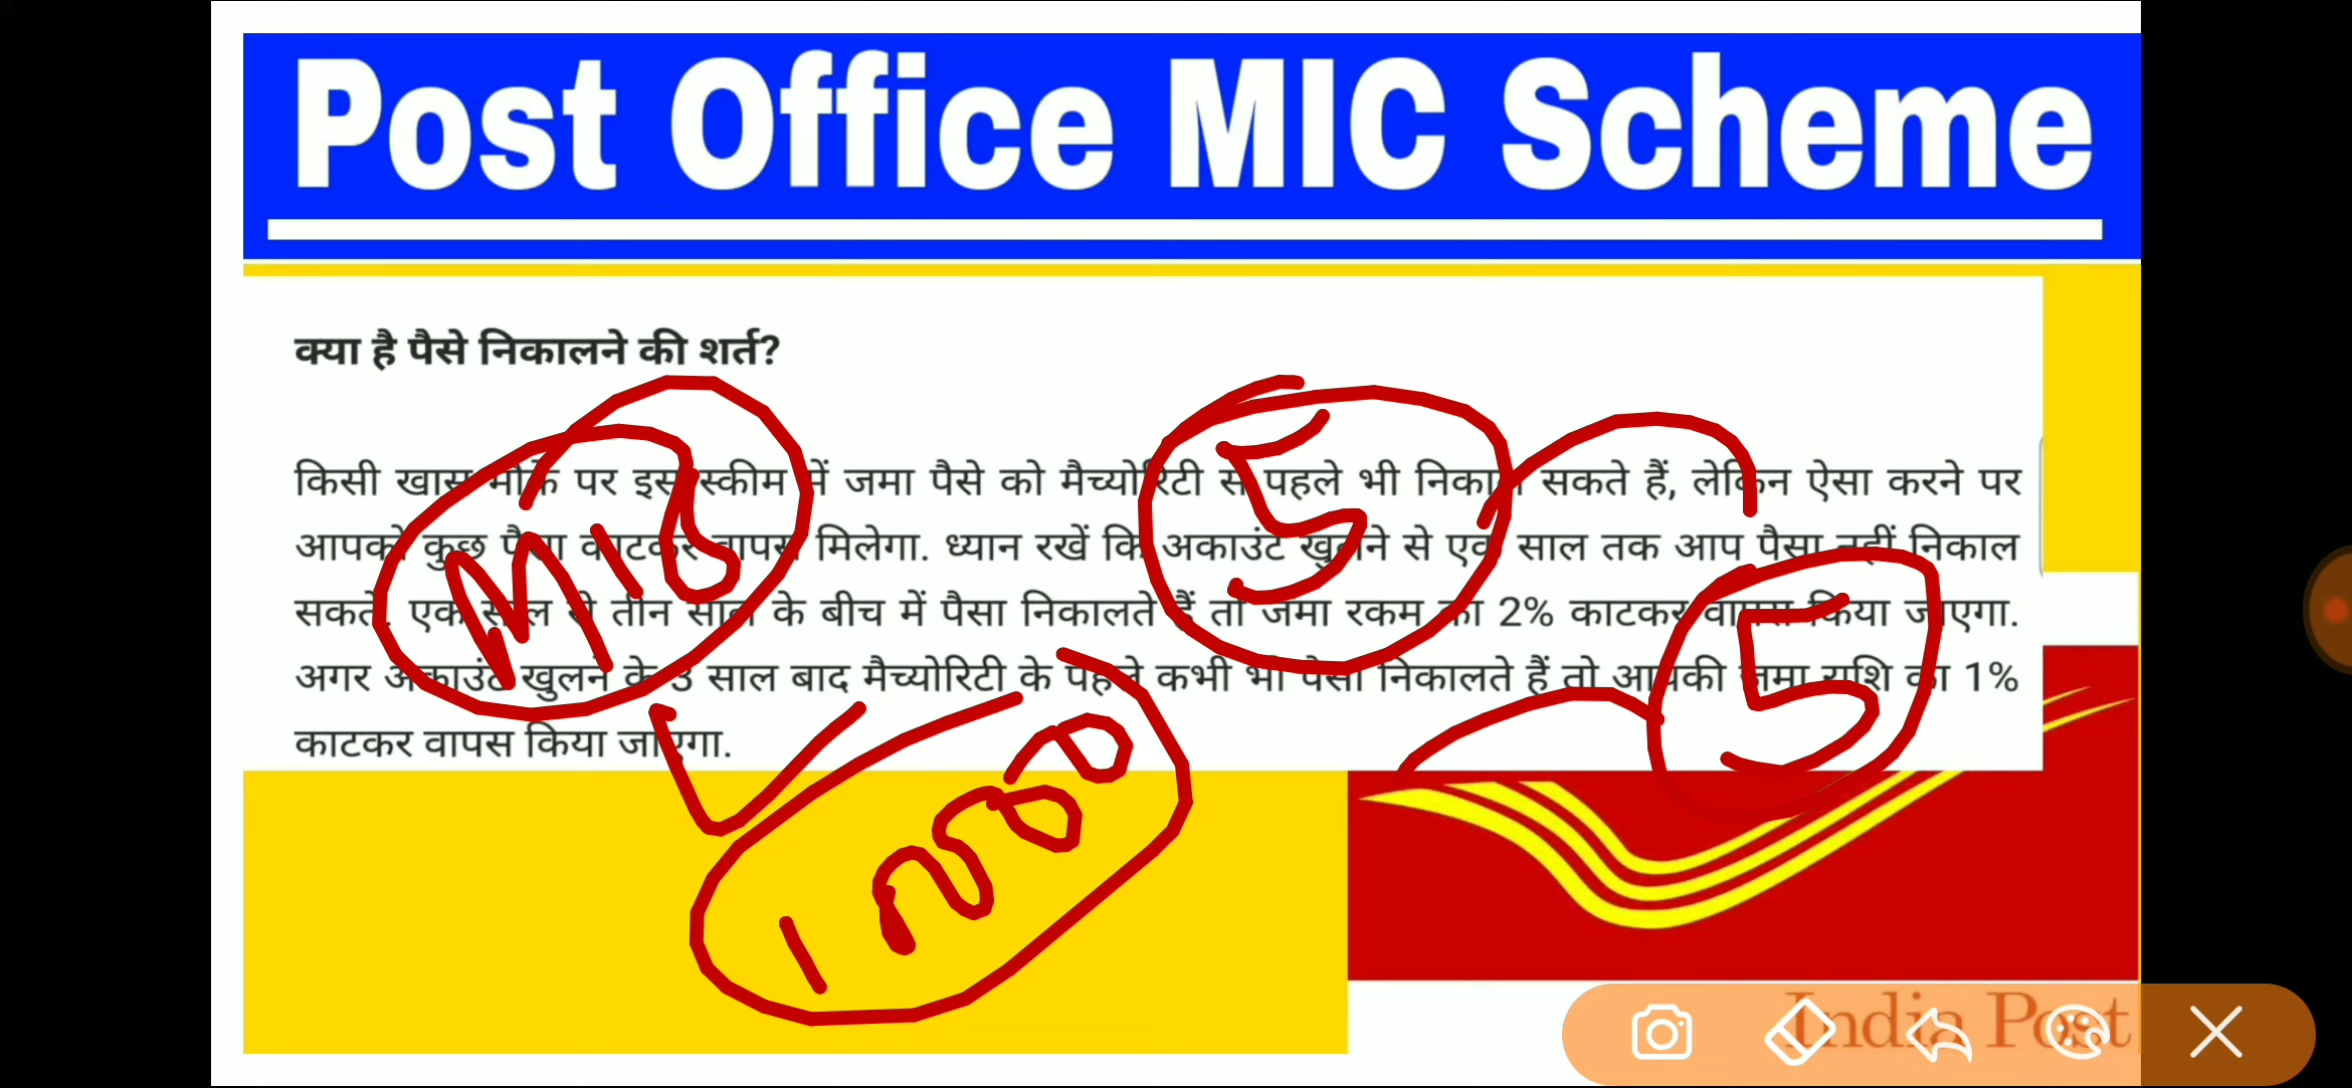 Post Office MIC Scheme
क्या है पैसे निकालने की शर्त?
किसी खास मौके पर इस स्कीम में जमा पैसे को मैच्योरिटी से पहले भी निकाल सकते हैं, लेकिन ऐसा करने पर
आपको कुछ पैसा काटकर वापस मिलेगा. ध्यान रखें कि अकाउंट खुलने से एक साल तक आप पैसा नहीं निकाल
सकते. एक साल से तीन साल के बीच में पैसा निकालते हैं तो जमा रकम का 2% काटकर वापस किया जाएगा.
अगर अकाउंट खुलने के 3 साल बाद मैच्योरिटी के पहले कभी भी पैसा निकालते हैं तो आपकी जमा राशि का 1%
काटकर वापस किया जाएगा.
MIS
5
5
India Post